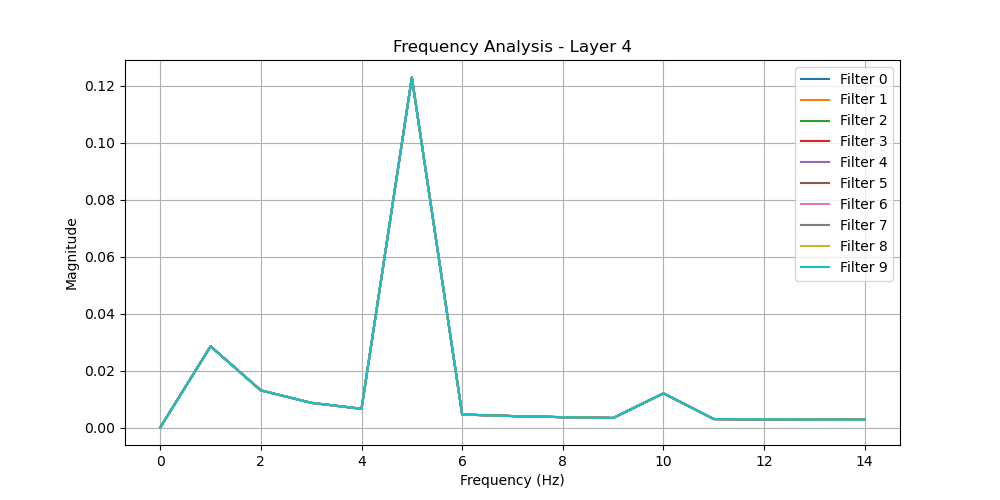 Frequency Analysis - Layer 4
Filter 0
Filter 1
Filter 2
Filter 3
Filter 4
Filter 5
Filter 6
Filter 7
Filter 8
Filter 9
0.12
0.10
0.08
0.06
0.04
0.02
0.00
Magnitude
0 2 4 6 8 10 12 14
Frequency (Hz)